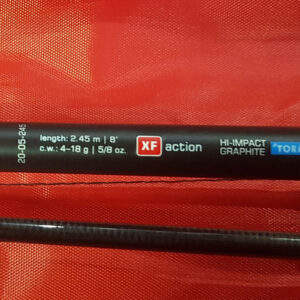 20-05-245
length: 2.45 m | 8'
c.w.: 4-18 g | 5/8 oz.
XF action
HI-IMPACT
GRAPHITE